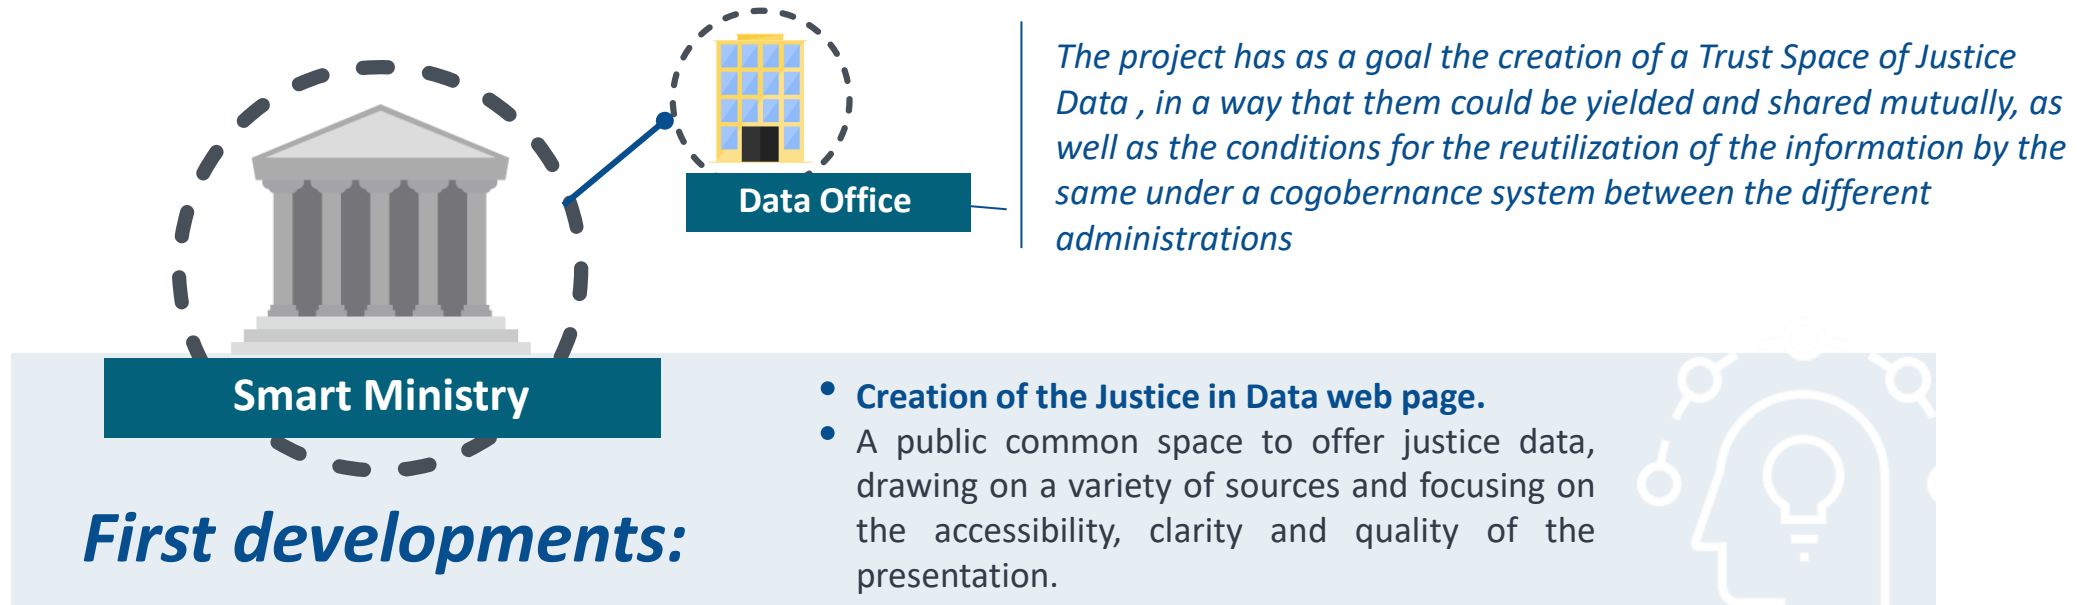 The project has as a goal the creation of a Trust Space of Justice
Data , in a way that them could be yielded and shared mutually, as
well as the conditions for the reutilization of the information by the
same under a cogobernance system between the different
administrations
Data Office
Smart Ministry
First developments:
• Creation of the Justice in Data web page.
• A public common space to offer justice data,
drawing on a variety of sources and focusing on
the accessibility, clarity and quality of the
presentation.